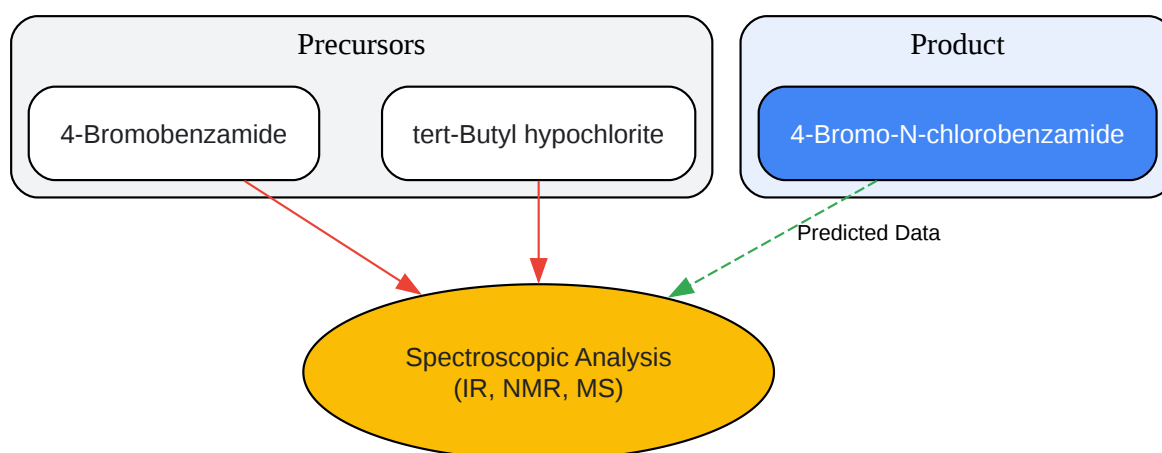 Precursors
Product
4-Bromobenzamide
tert-Butyl hypochlorite
4-Bromo-N-chlorobenzamide
Predicted Data
Spectroscopic Analysis
(IR, NMR, MS)